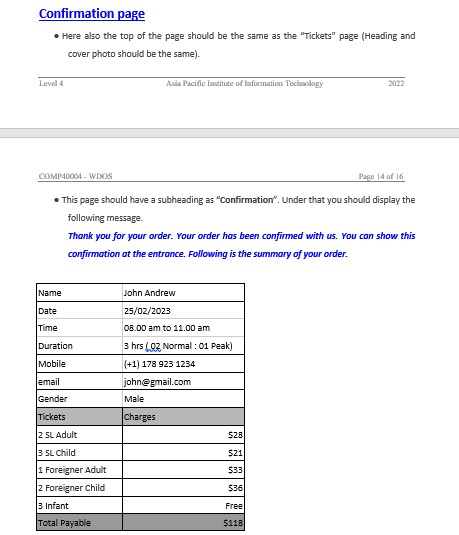 Confirmation page
• Here also the top of the page should be the same as the “Tickets” page (Heading and
cover photo should be the same).
Level 4 Asia Pacific Institute of Information Technology 2022
COMP40004 - WDOS Page 14 of 16
• This page should have a subheading as “Confirmation”. Under that you should display the
following message.
Thank you for your order. Your order has been confirmed with us. You can show this
confirmation at the entrance. Following is the summary of your order.
Name John Andrew
Date 25/02/2023
Time 08.00 am to 11.00 am
Duration 3 hrs ( 02 Normal : 01 Peak)
Mobile (+1) 178 923 1234
email john@gmail.com
Gender Male
Tickets Charges
2 SL Adult $28
3 SL Child $21
1 Foreigner Adult $33
2 Foreigner Child $36
3 Infant Free
Total Payable $118